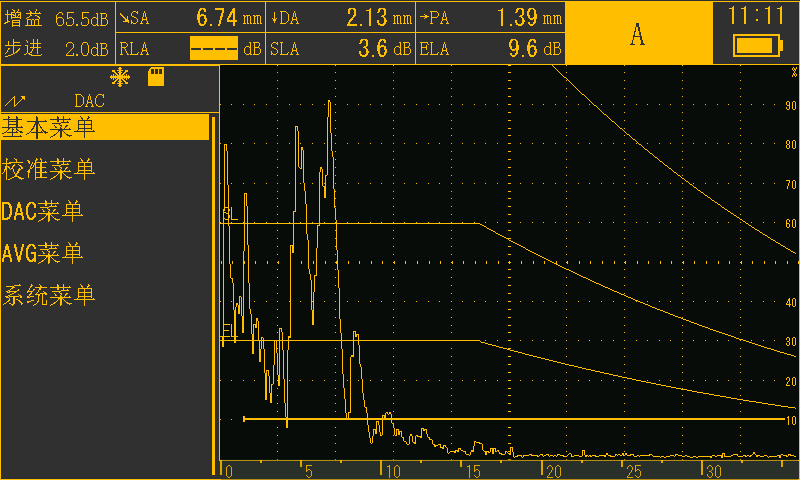 增益 65.5dB ↘SA 6.74 mm ↓DA 2.13 mm →PA 1.39 mm A 11:11
步进 2.0dB RLA ---- dB SLA 3.6 dB ELA 9.6 dB
DAC
基本菜单
校准菜单
DAC菜单
AVG菜单
系统菜单
%
90
80
70
SL
60
50
40
EL
30
20
10
0 5 10 15 20 25 30